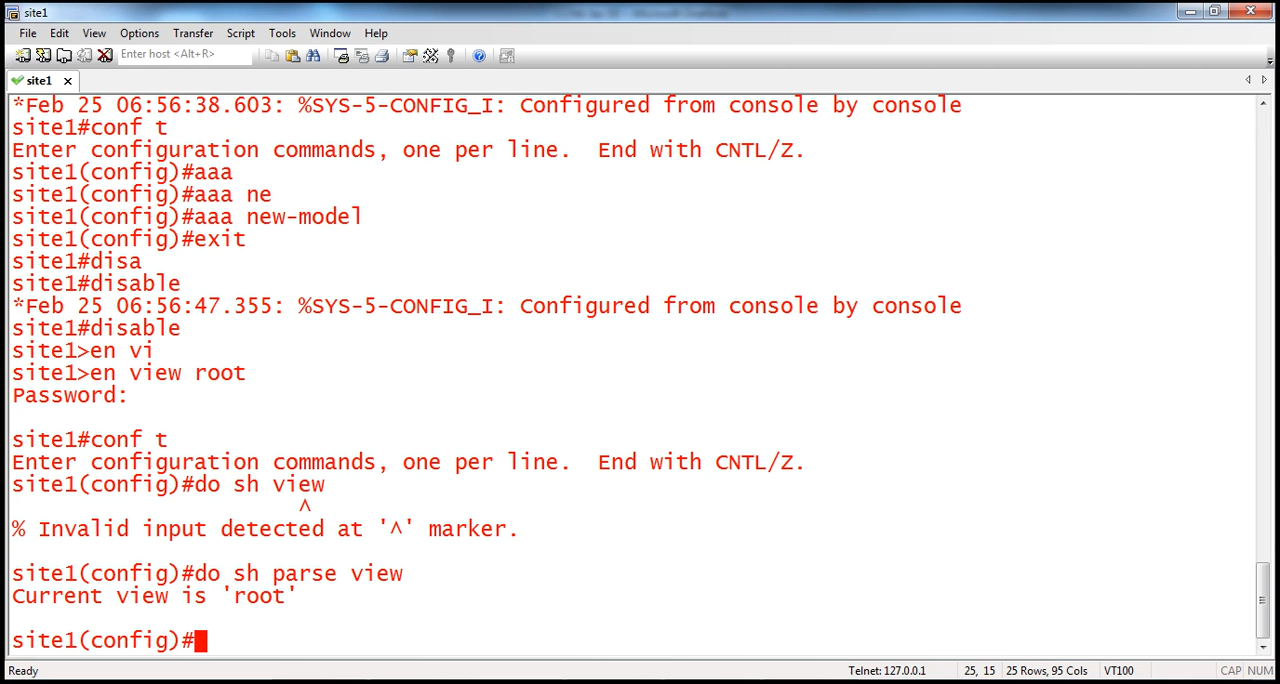 site1
File Edit View Options Transfer Script Tools Window Help
Enter host <Alt+R>
site1
*Feb 25 06:56:38.603: %SYS-5-CONFIG_I: Configured from console by console
site1#conf t
Enter configuration commands, one per line.  End with CNTL/Z.
site1(config)#aaa
site1(config)#aaa ne
site1(config)#aaa new-model
site1(config)#exit
site1#disa
site1#disable
*Feb 25 06:56:47.355: %SYS-5-CONFIG_I: Configured from console by console
site1#disable
site1>en vi
site1>en view root
Password:
site1#conf t
Enter configuration commands, one per line.  End with CNTL/Z.
site1(config)#do sh view
^
% Invalid input detected at '^' marker.
site1(config)#do sh parse view
Current view is 'root'
site1(config)#
Ready Telnet: 127.0.0.1 25, 15 25 Rows, 95 Cols VT100 CAP NUM